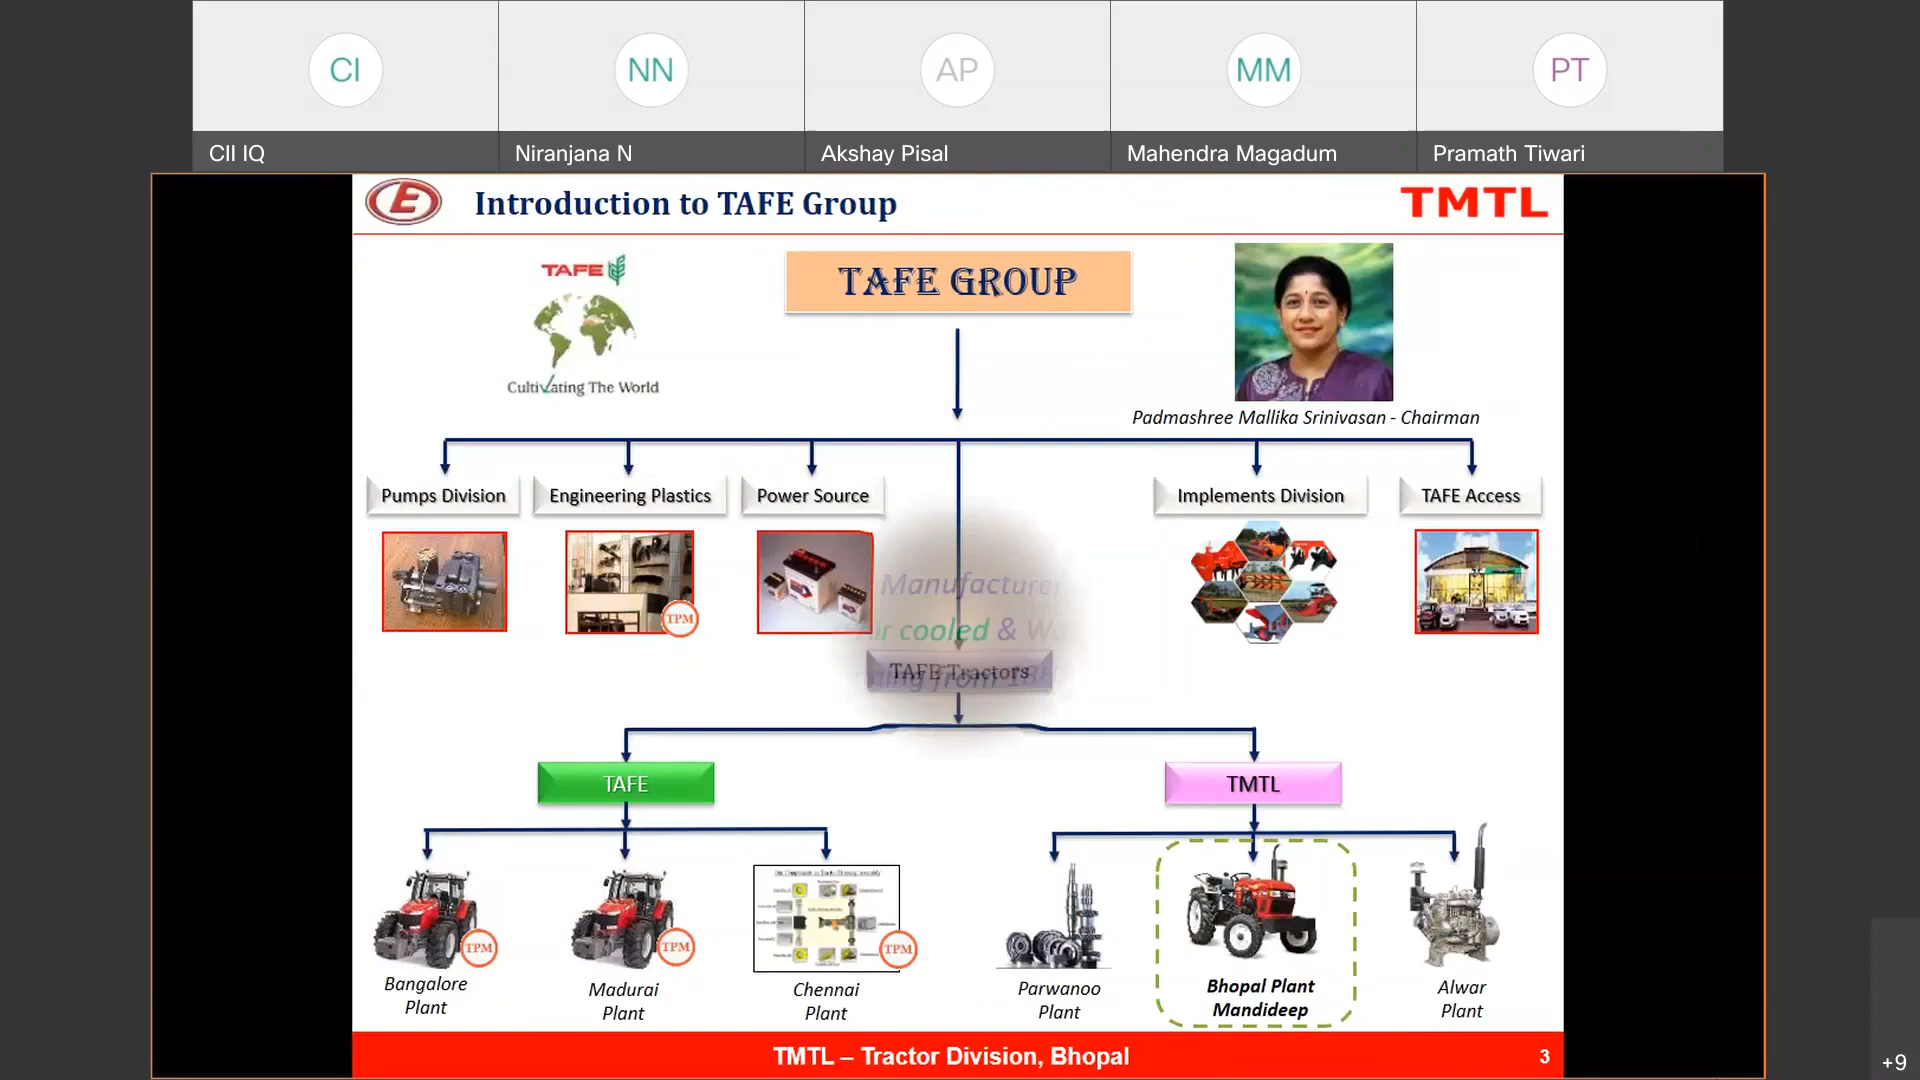 CI
NN
AP
MM
PT
CII IQ
Niranjana N
Akshay Pisal
Mahendra Magadum
Pramath Tiwari
E
Introduction to TAFE Group
TMTL
TAFE
Cultivating The World
TAFE GROUP
Padmashree Mallika Srinivasan - Chairman
Pumps Division
Engineering Plastics
Power Source
Implements Division
TAFE Access
TPM
Manufacturer
ir cooled & Wa
TAFE Tractors
TAFE
TMTL
TPM
TPM
TPM
Bangalore
Plant
Madurai
Plant
Chennai
Plant
Parwanoo
Plant
Bhopal Plant
Mandideep
Alwar
Plant
TMTL – Tractor Division, Bhopal
3
+9